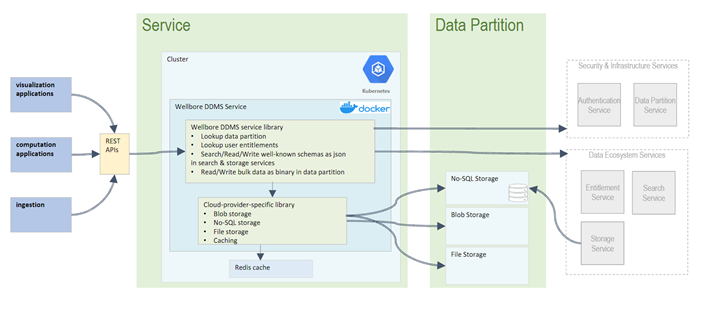 Service
Data Partition
Cluster
Kubernetes
Security & Infrastructure Services
Authentication
Service
Data Partition
Service
visualization
applications
computation
applications
ingestion
REST
APIs
Wellbore DDMS Service
docker
Wellbore DDMS service library
• Lookup data partition
• Lookup user entitlements
• Search/Read/Write well-known schemas as json
in search & storage services
• Read/Write bulk data as binary in data partition
Cloud-provider-specific library
• Blob storage
• No-SQL storage
• File storage
• Caching
Redis cache
No-SQL Storage
Blob Storage
File Storage
Data Ecosystem Services
Entitlement
Service
Search
Service
Storage
Service